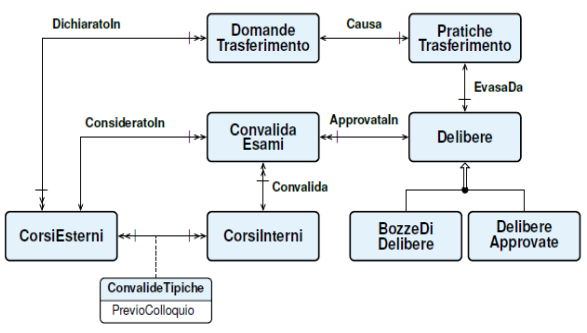 DichiaratoIn
Domande
Trasferimento
Causa
Pratiche
Trasferimento
EvasaDa
ConsideratoIn
Convalida
Esami
ApprovataIn
Delibere
Convalida
CorsiEsterni
CorsiInterni
BozzeDi
Delibere
Delibere
Approvate
ConvalideTipiche
PrevioColloquio